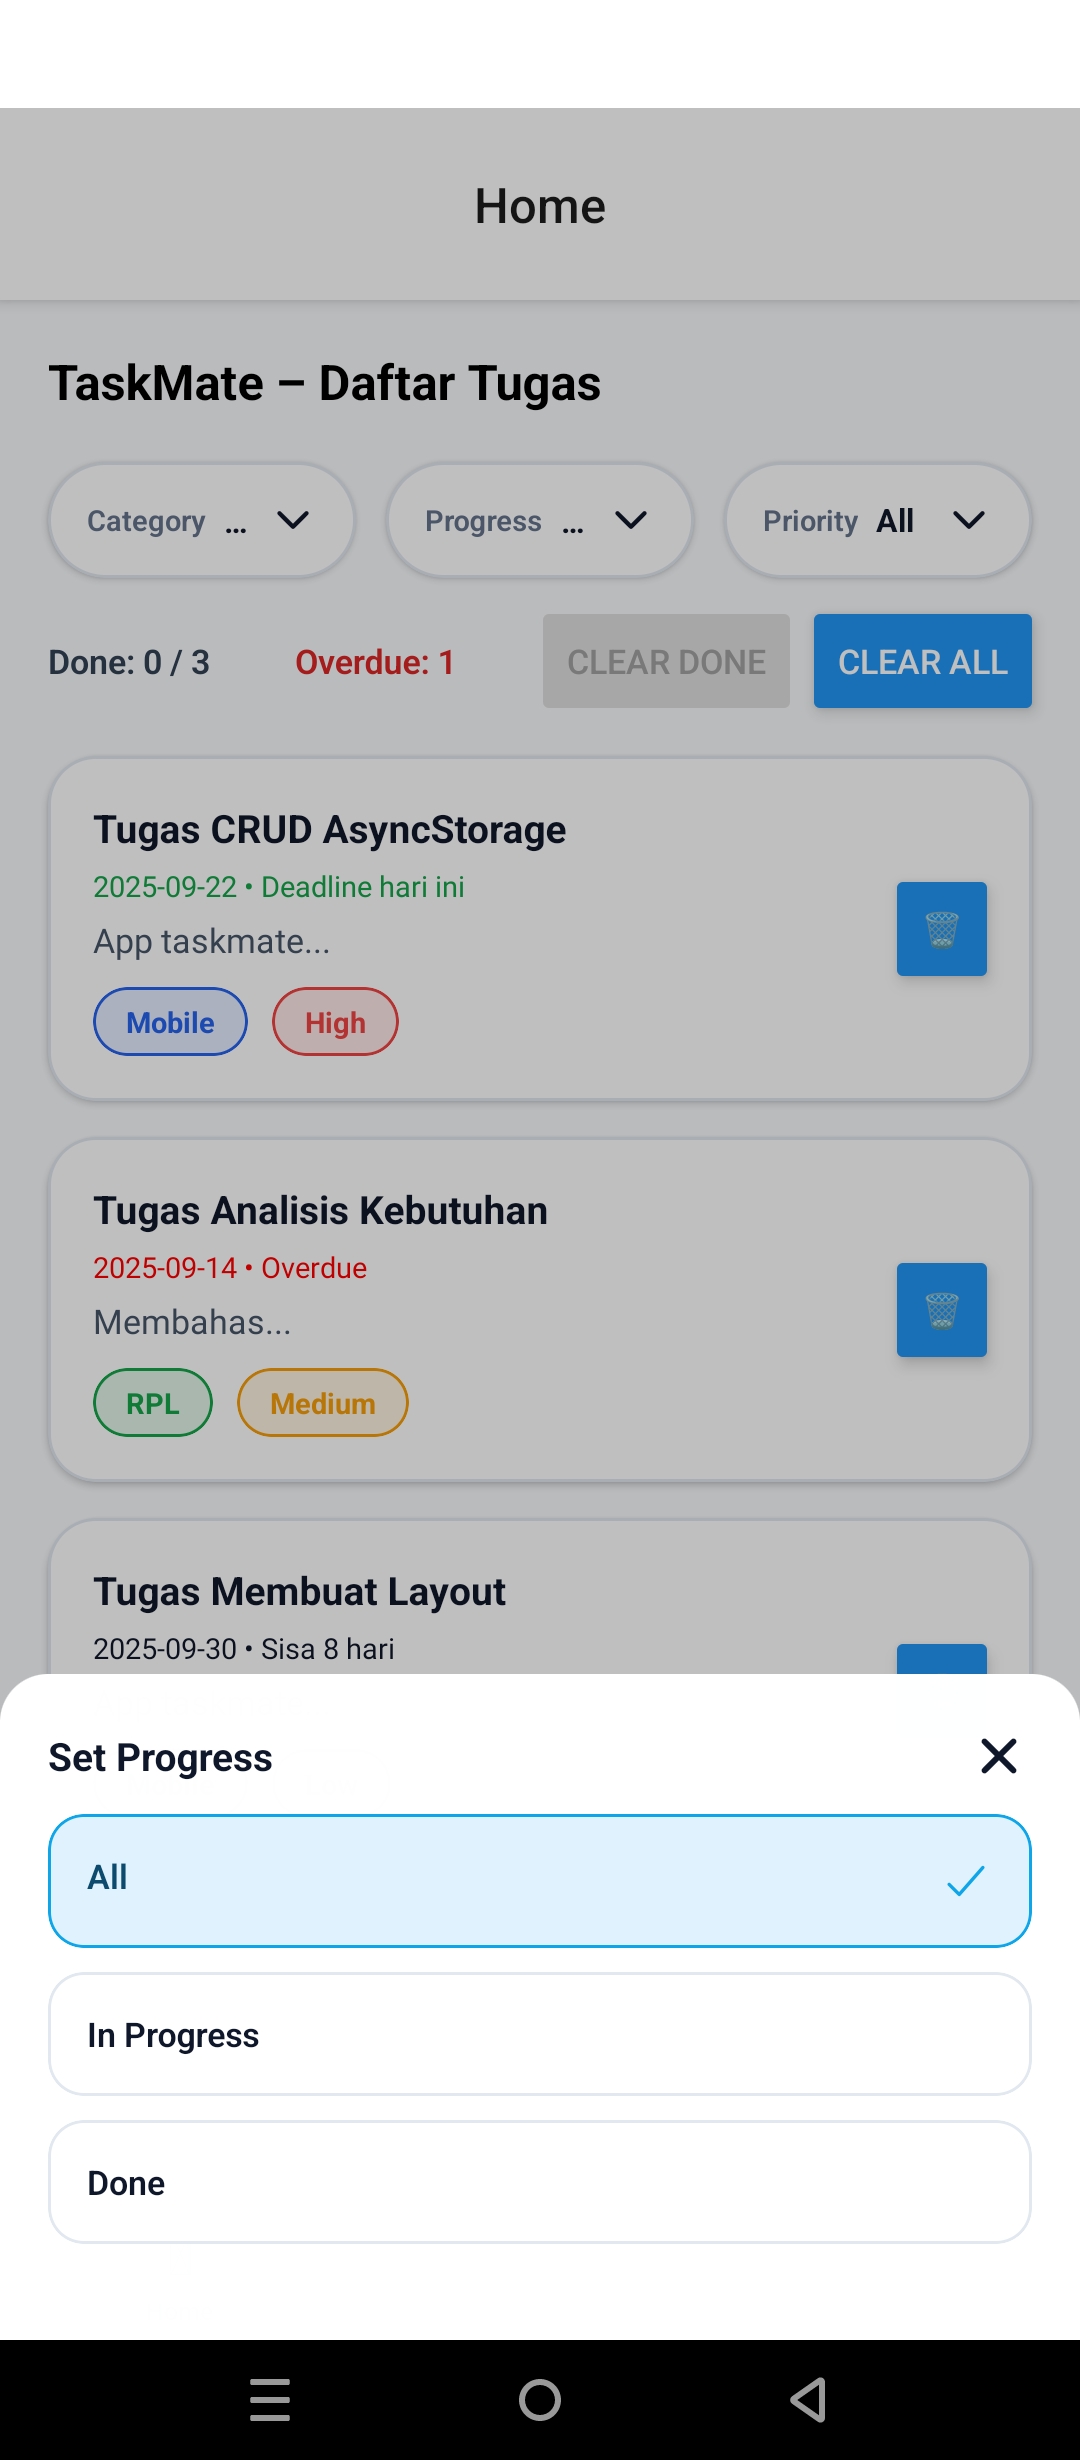 Home
TaskMate – Daftar Tugas
Category ... Progress ... Priority All
Done: 0 / 3 Overdue: 1 CLEAR DONE CLEAR ALL
Tugas CRUD AsyncStorage
2025-09-22 • Deadline hari ini
App taskmate...
Mobile High
Tugas Analisis Kebutuhan
2025-09-14 • Overdue
Membahas...
RPL Medium
Tugas Membuat Layout
2025-09-30 • Sisa 8 hari
Set Progress
All
In Progress
Done